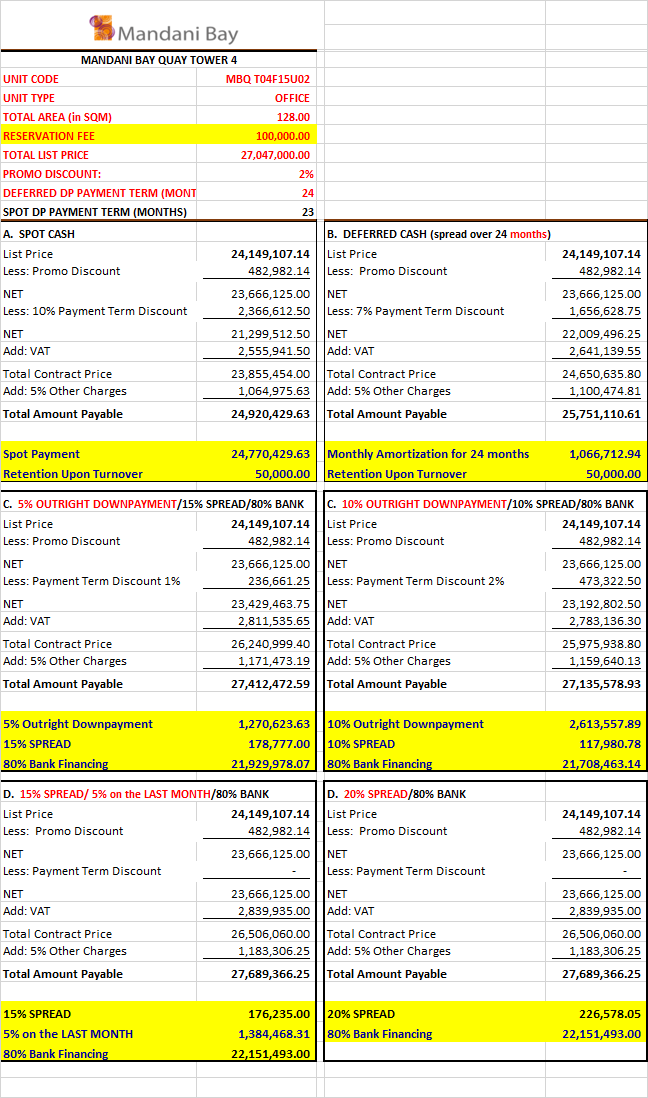 Mandani Bay
MANDANI BAY QUAY TOWER 4
UNIT CODE MBQ T04F15U02
UNIT TYPE OFFICE
TOTAL AREA (in SQM) 128.00
RESERVATION FEE 100,000.00
TOTAL LIST PRICE 27,047,000.00
PROMO DISCOUNT: 2%
DEFERRED DP PAYMENT TERM (MONT 24
SPOT DP PAYMENT TERM (MONTHS) 23
A. SPOT CASH
List Price 24,149,107.14
Less: Promo Discount 482,982.14
NET 23,666,125.00
Less: 10% Payment Term Discount 2,366,612.50
NET 21,299,512.50
Add: VAT 2,555,941.50
Total Contract Price 23,855,454.00
Add: 5% Other Charges 1,064,975.63
Total Amount Payable 24,920,429.63
Spot Payment 24,770,429.63
Retention Upon Turnover 50,000.00
B. DEFERRED CASH (spread over 24 months)
List Price 24,149,107.14
Less: Promo Discount 482,982.14
NET 23,666,125.00
Less: 7% Payment Term Discount 1,656,628.75
NET 22,009,496.25
Add: VAT 2,641,139.55
Total Contract Price 24,650,635.80
Add: 5% Other Charges 1,100,474.81
Total Amount Payable 25,751,110.61
Monthly Amortization for 24 months 1,066,712.94
Retention Upon Turnover 50,000.00
C. 5% OUTRIGHT DOWNPAYMENT/15% SPREAD/80% BANK
List Price 24,149,107.14
Less: Promo Discount 482,982.14
NET 23,666,125.00
Less: Payment Term Discount 1% 236,661.25
NET 23,429,463.75
Add: VAT 2,811,535.65
Total Contract Price 26,240,999.40
Add: 5% Other Charges 1,171,473.19
Total Amount Payable 27,412,472.59
5% Outright Downpayment 1,270,623.63
15% SPREAD 178,777.00
80% Bank Financing 21,929,978.07
C. 10% OUTRIGHT DOWNPAYMENT/10% SPREAD/80% BANK
List Price 24,149,107.14
Less: Promo Discount 482,982.14
NET 23,666,125.00
Less: Payment Term Discount 2% 473,322.50
NET 23,192,802.50
Add: VAT 2,783,136.30
Total Contract Price 25,975,938.80
Add: 5% Other Charges 1,159,640.13
Total Amount Payable 27,135,578.93
10% Outright Downpayment 2,613,557.89
10% SPREAD 117,980.78
80% Bank Financing 21,708,463.14
D. 15% SPREAD/ 5% on the LAST MONTH/80% BANK
List Price 24,149,107.14
Less: Promo Discount 482,982.14
NET 23,666,125.00
Less: Payment Term Discount -
NET 23,666,125.00
Add: VAT 2,839,935.00
Total Contract Price 26,506,060.00
Add: 5% Other Charges 1,183,306.25
Total Amount Payable 27,689,366.25
15% SPREAD 176,235.00
5% on the LAST MONTH 1,384,468.31
80% Bank Financing 22,151,493.00
D. 20% SPREAD/80% BANK
List Price 24,149,107.14
Less: Promo Discount 482,982.14
NET 23,666,125.00
Less: Payment Term Discount -
NET 23,666,125.00
Add: VAT 2,839,935.00
Total Contract Price 26,506,060.00
Add: 5% Other Charges 1,183,306.25
Total Amount Payable 27,689,366.25
20% SPREAD 226,578.05
80% Bank Financing 22,151,493.00